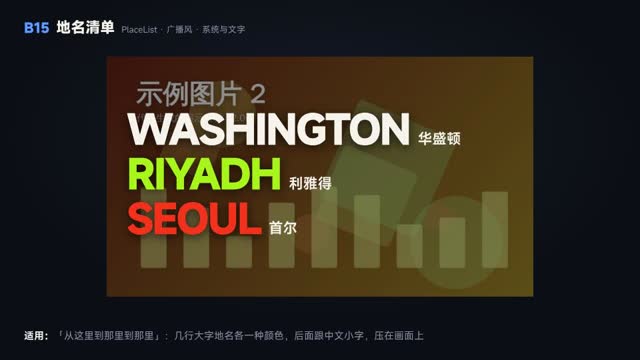 B15 地名清单 PlaceList · 广播风 · 系统与文字
示例图片 2
WASHINGTON 华盛顿
RIYADH 利雅得
SEOUL 首尔
适用：「从这里到那里到那里」：几行大字地名各一种颜色，后面跟中文小字，压在画面上